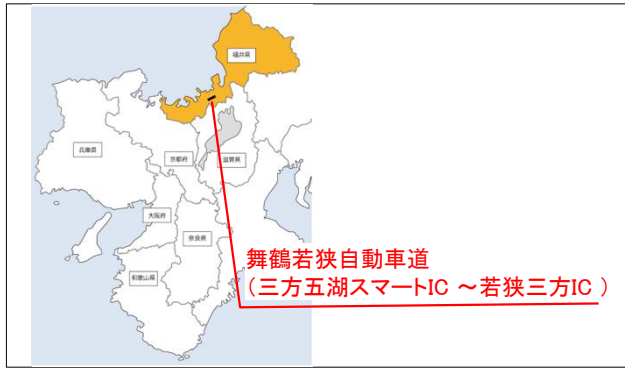 福井県
兵庫県
京都府
滋賀県
大阪府
奈良県
和歌山県
舞鶴若狭自動車道
（三方五湖スマートIC ～若狭三方IC ）